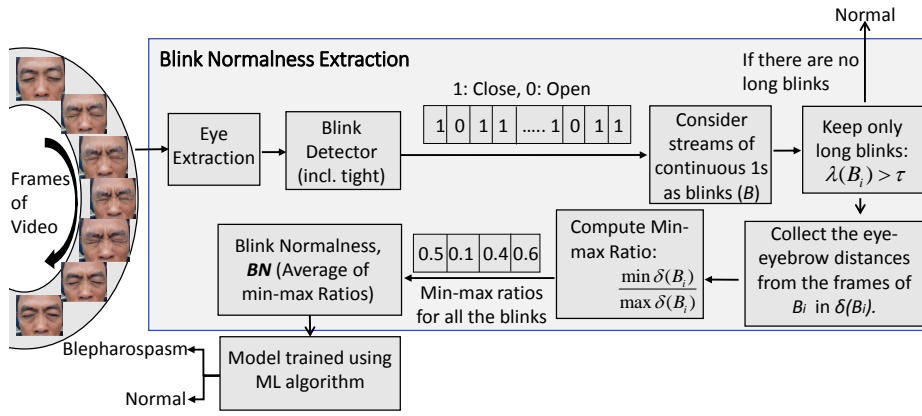 Normal
Blink Normalness Extraction
If there are no
long blinks
1: Close, 0: Open
Frames
of
Video
Eye
Extraction
Blink
Detector
(incl. tight)
1 0 1 1 ..... 1 0 1 1
Consider
streams of
continuous 1s
as blinks (B)
Keep only
long blinks:
λ(Bi) > τ
Collect the eye-
eyebrow distances
from the frames of
Bi in δ(Bi).
Compute Min-
max Ratio:
min δ(Bi)
max δ(Bi)
0.5 0.1 0.4 0.6
Min-max ratios
for all the blinks
Blink Normalness,
BN (Average of
min-max Ratios)
Model trained using
ML algorithm
Blepharospasm
Normal